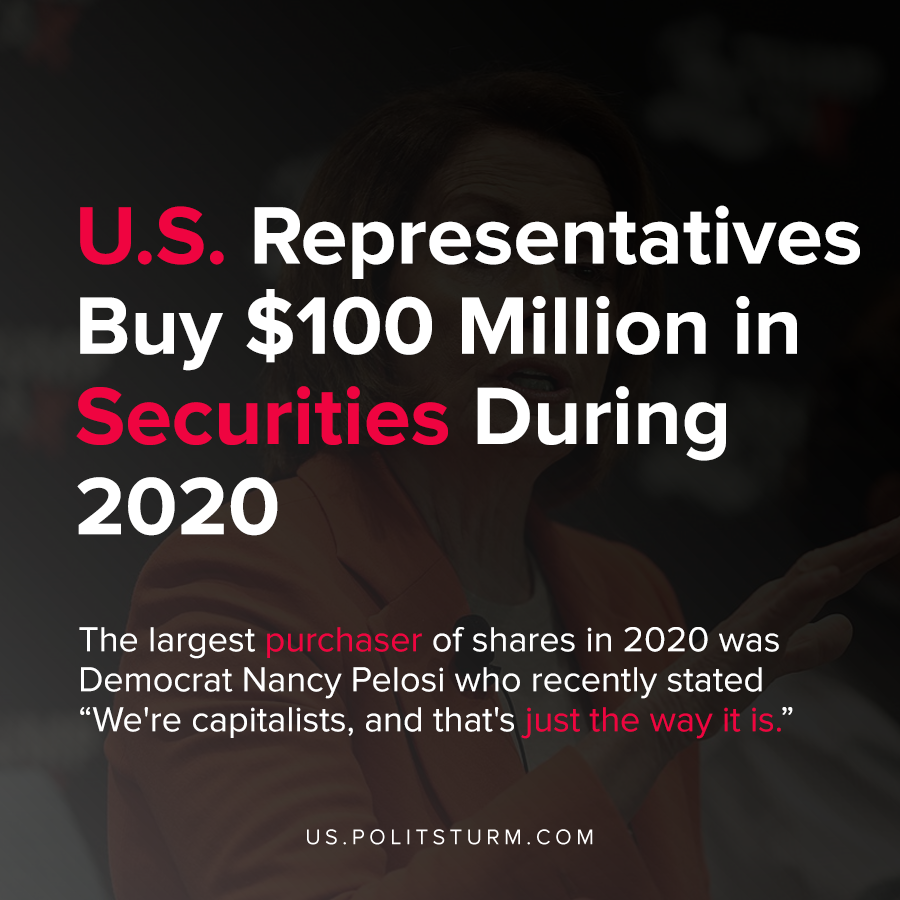 U.S. Representatives
Buy $100 Million in
Securities During
2020
The largest purchaser of shares in 2020 was
Democrat Nancy Pelosi who recently stated
“We're capitalists, and that's just the way it is.”
US.POLITSTURM.COM